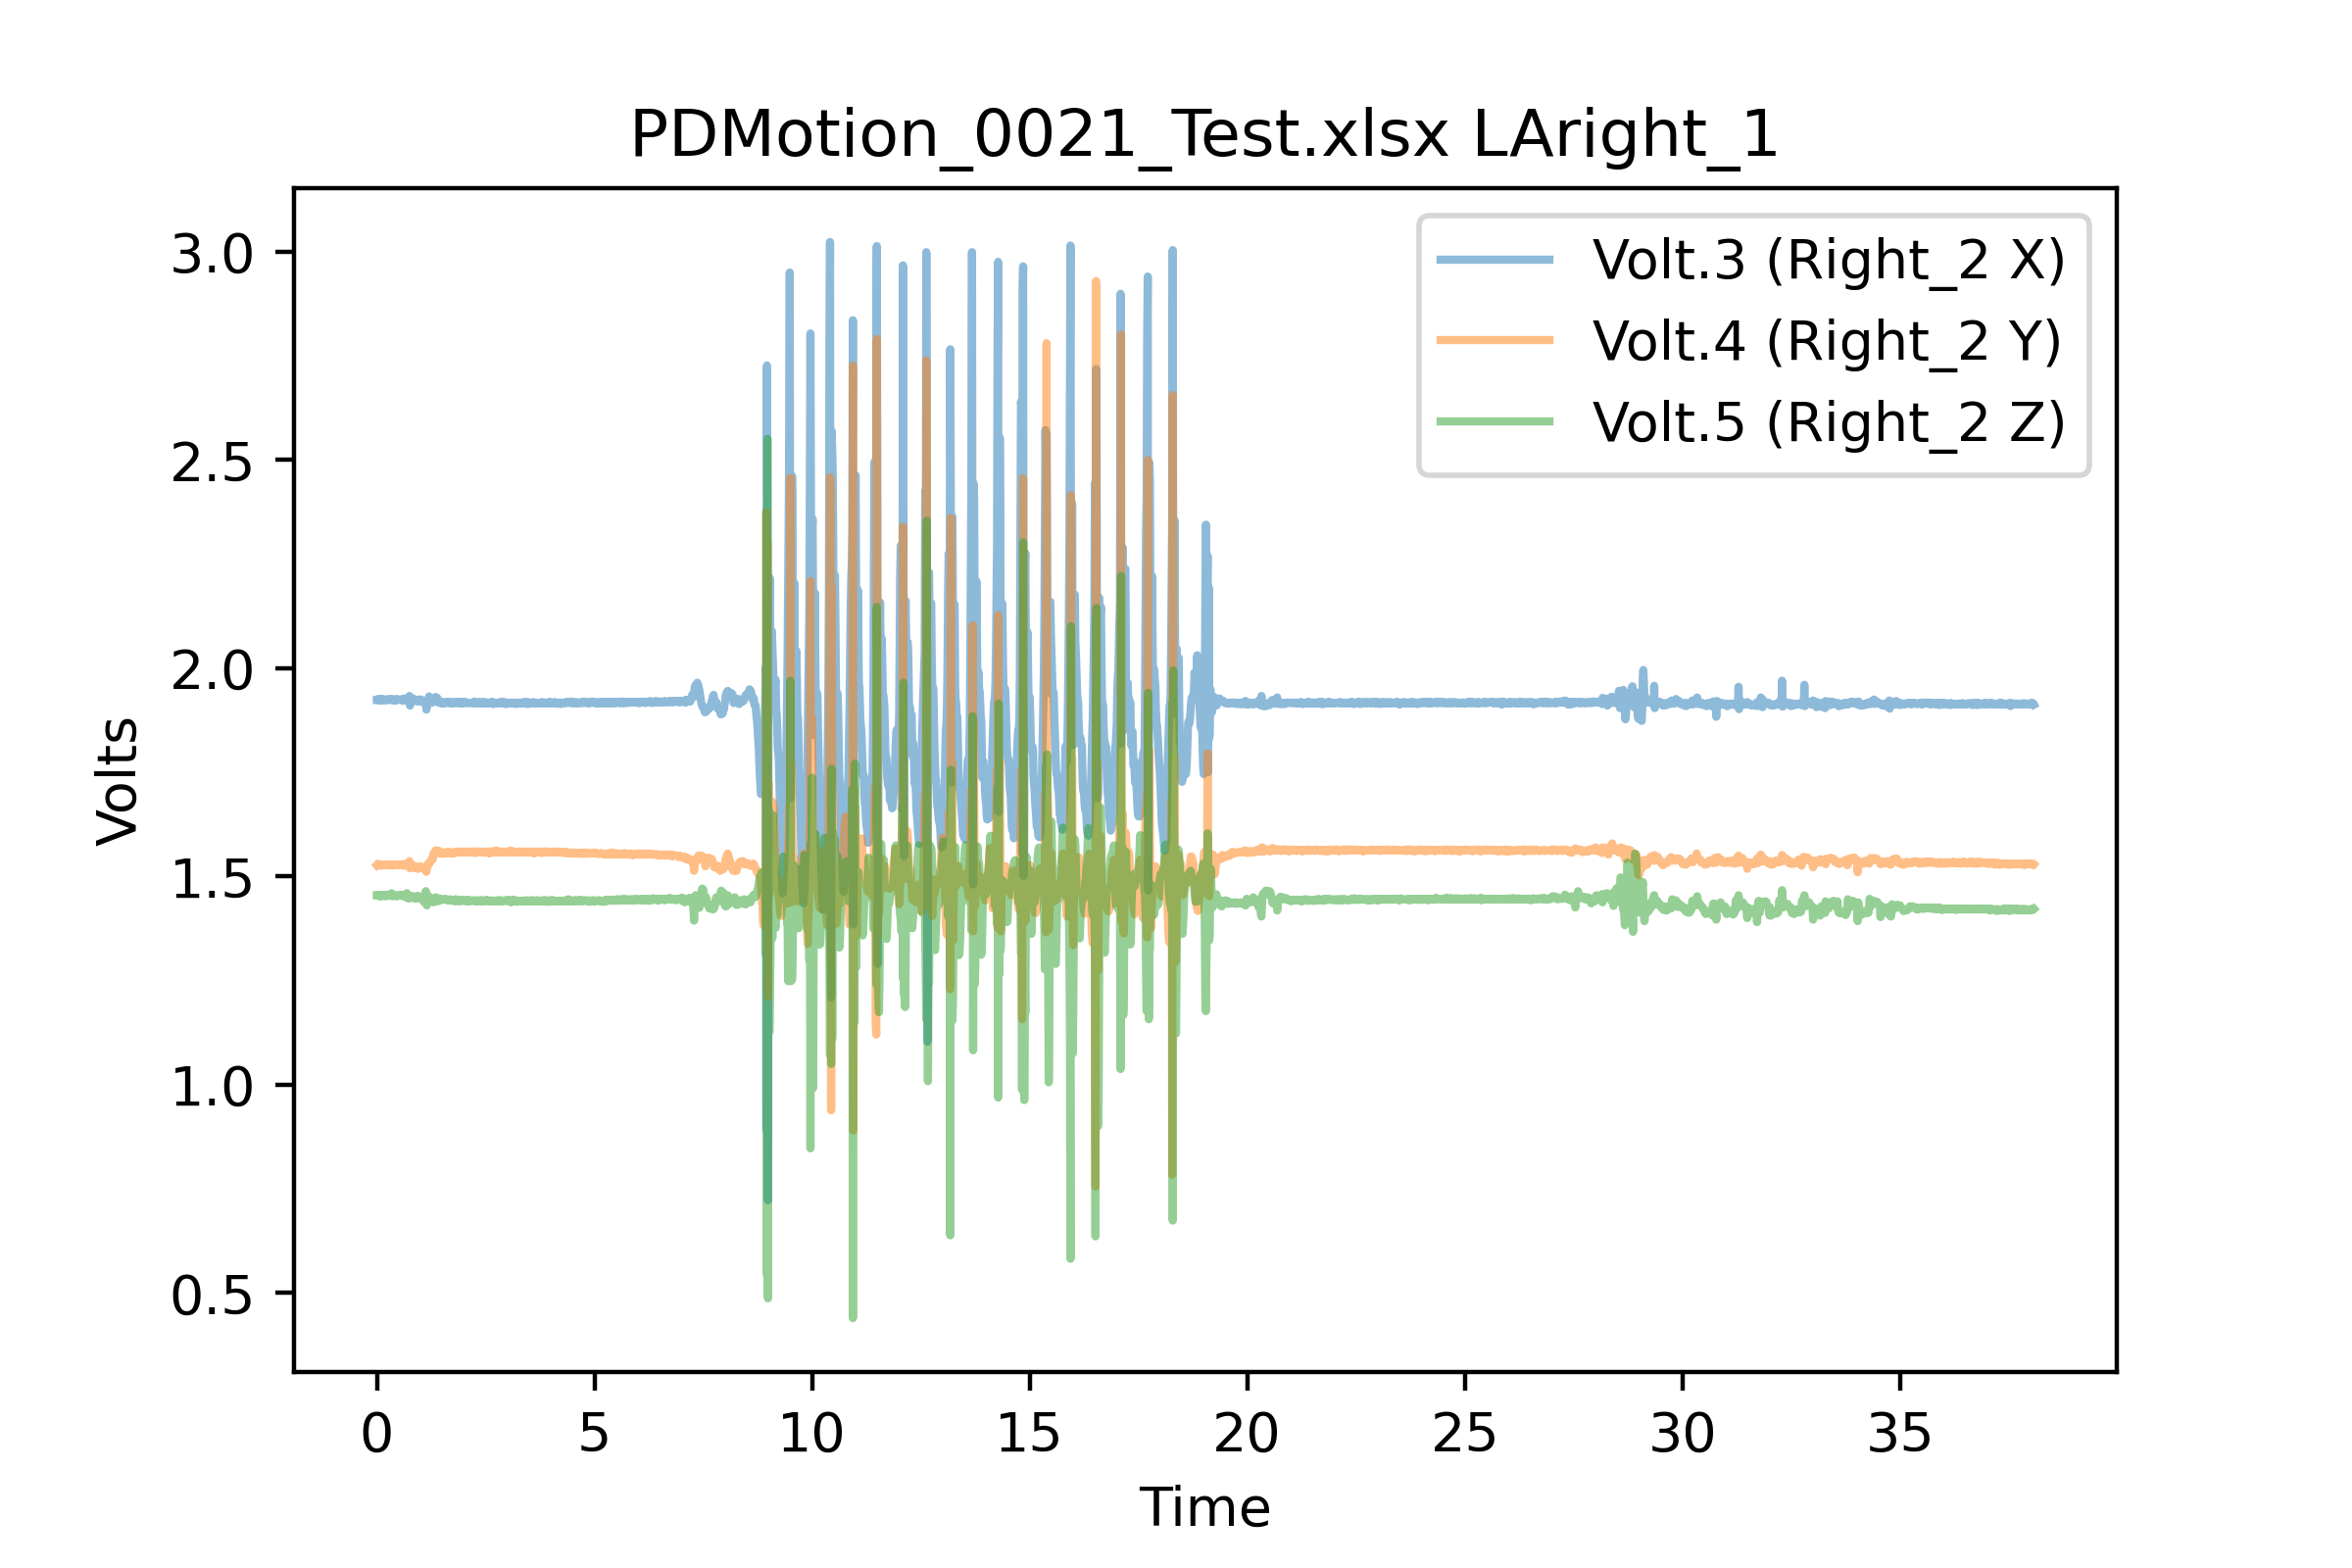 PDMotion_0021_Test.xlsx LAright_1
Volt.3 (Right_2 X)
Volt.4 (Right_2 Y)
Volt.5 (Right_2 Z)
3.0
2.5
2.0
1.5
1.0
0.5
Volts
0 5 10 15 20 25 30 35
Time